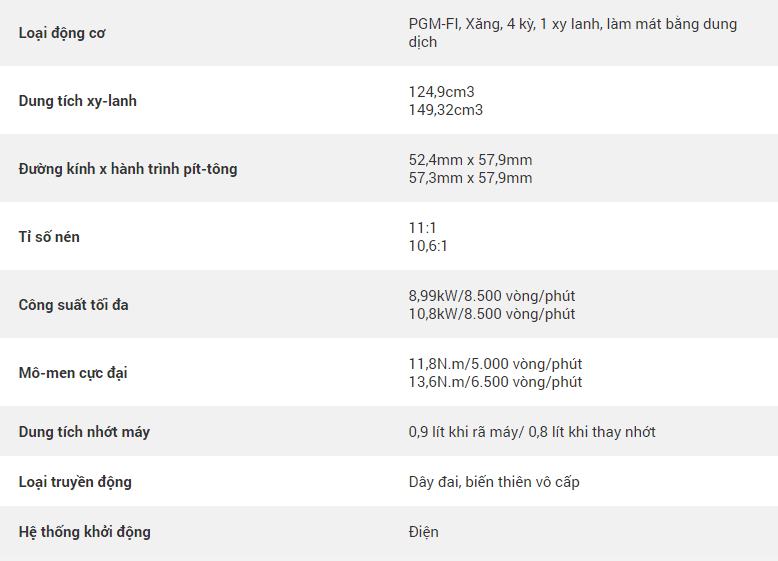 Loại động cơ
PGM-FI, Xăng, 4 kỳ, 1 xy lanh, làm mát bằng dung
dịch
Dung tích xy-lanh
124,9cm3
149,32cm3
Đường kính x hành trình pít-tông
52,4mm x 57,9mm
57,3mm x 57,9mm
Tỉ số nén
11:1
10,6:1
Công suất tối đa
8,99kW/8.500 vòng/phút
10,8kW/8.500 vòng/phút
Mô-men cực đại
11,8N.m/5.000 vòng/phút
13,6N.m/6.500 vòng/phút
Dung tích nhớt máy
0,9 lít khi rã máy/ 0,8 lít khi thay nhớt
Loại truyền động
Dây đai, biến thiên vô cấp
Hệ thống khởi động
Điện